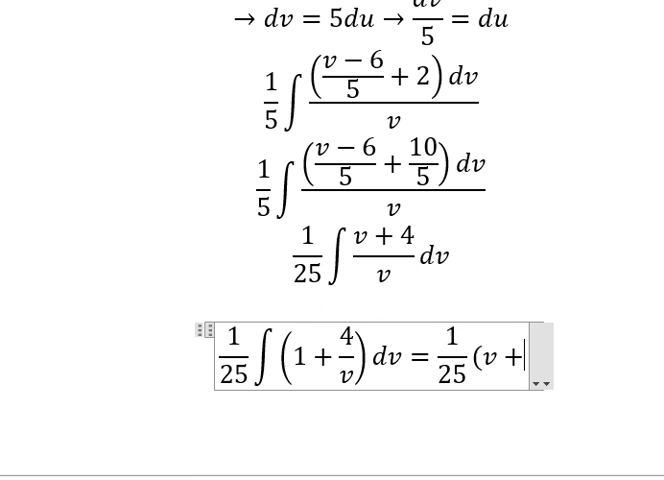 → dv = 5du → dv/5 = du
1/5 ∫ ((v − 6)/5 + 2) dv / v
1/5 ∫ ((v − 6)/5 + 10/5) dv / v
1/25 ∫ (v + 4)/v dv
1/25 ∫ (1 + 4/v) dv = 1/25 (v +